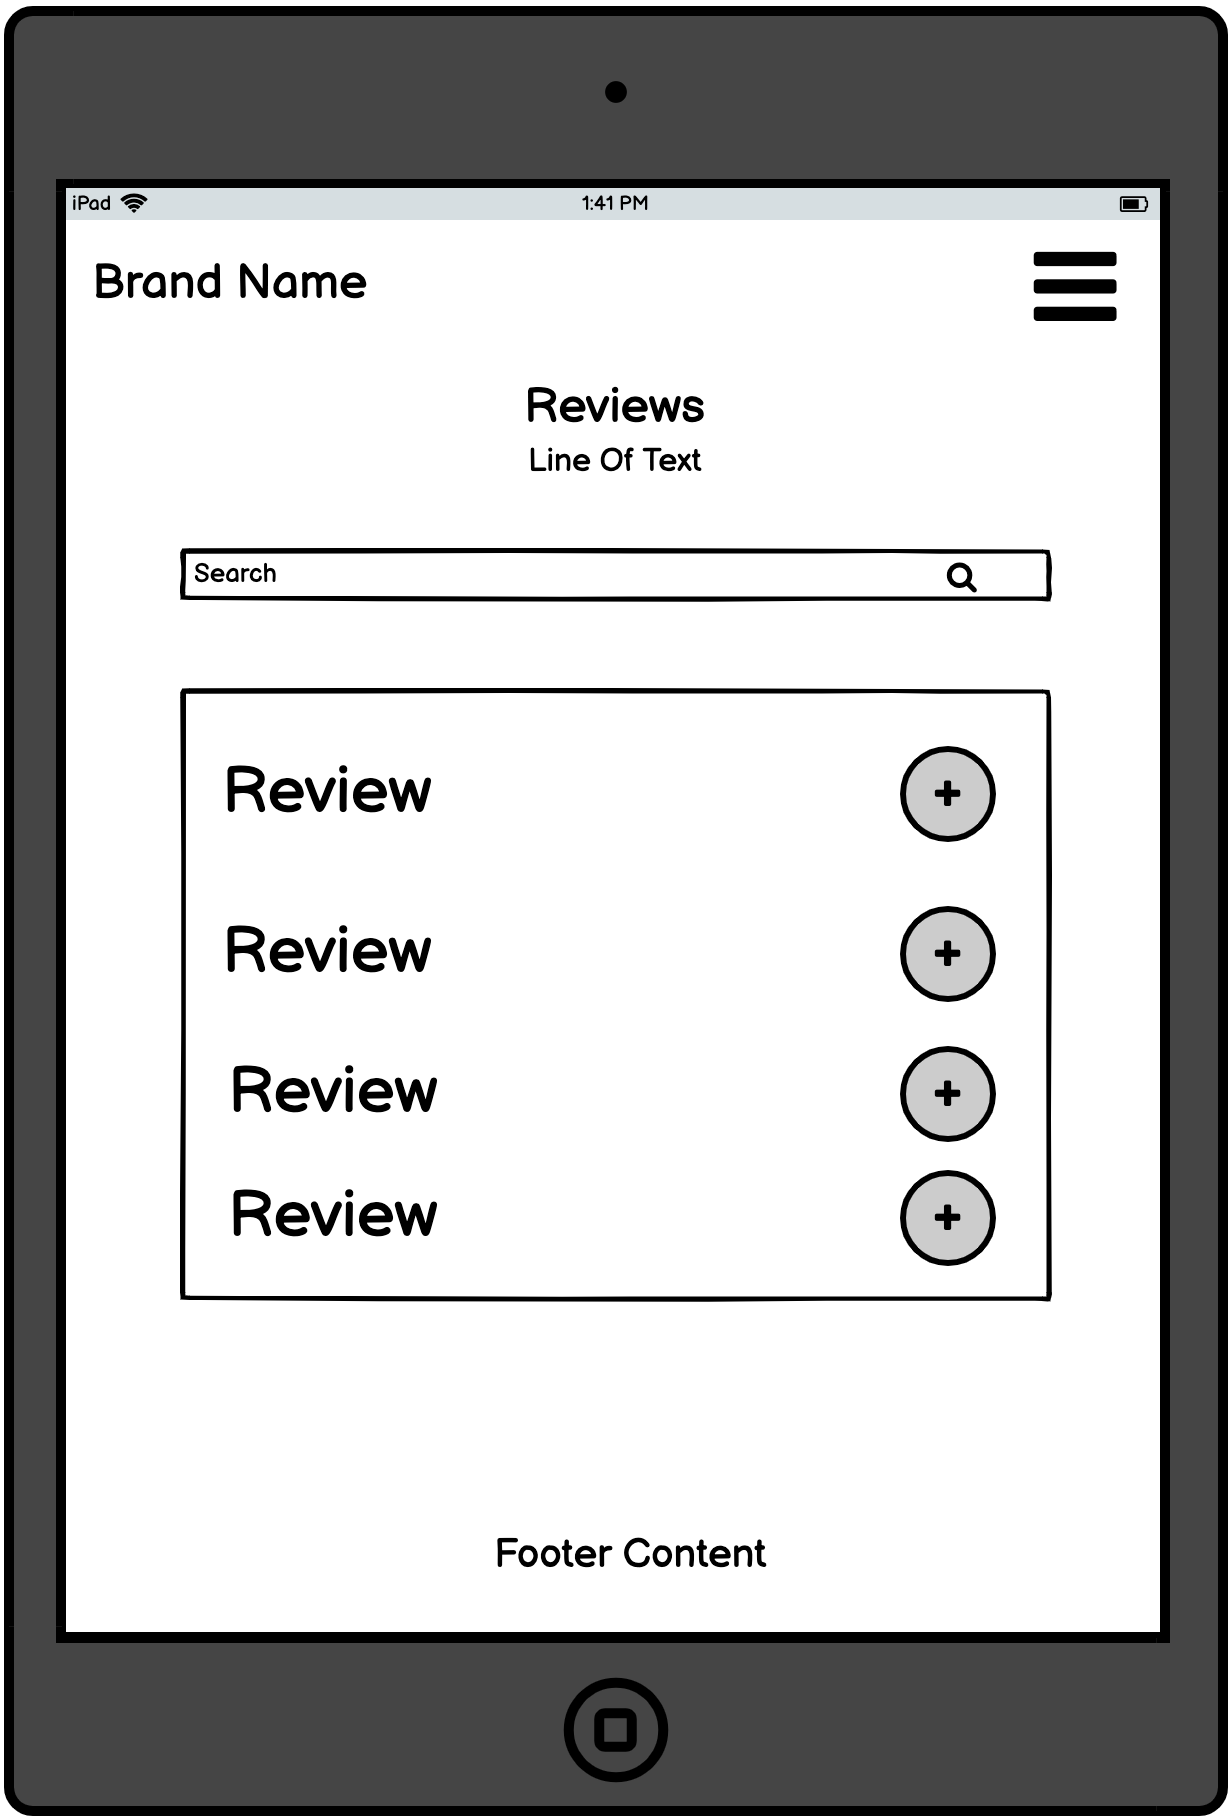 iPad 1:41 PM
Brand Name
Reviews
Line Of Text
Search
Review
Review
Review
Review
Footer Content